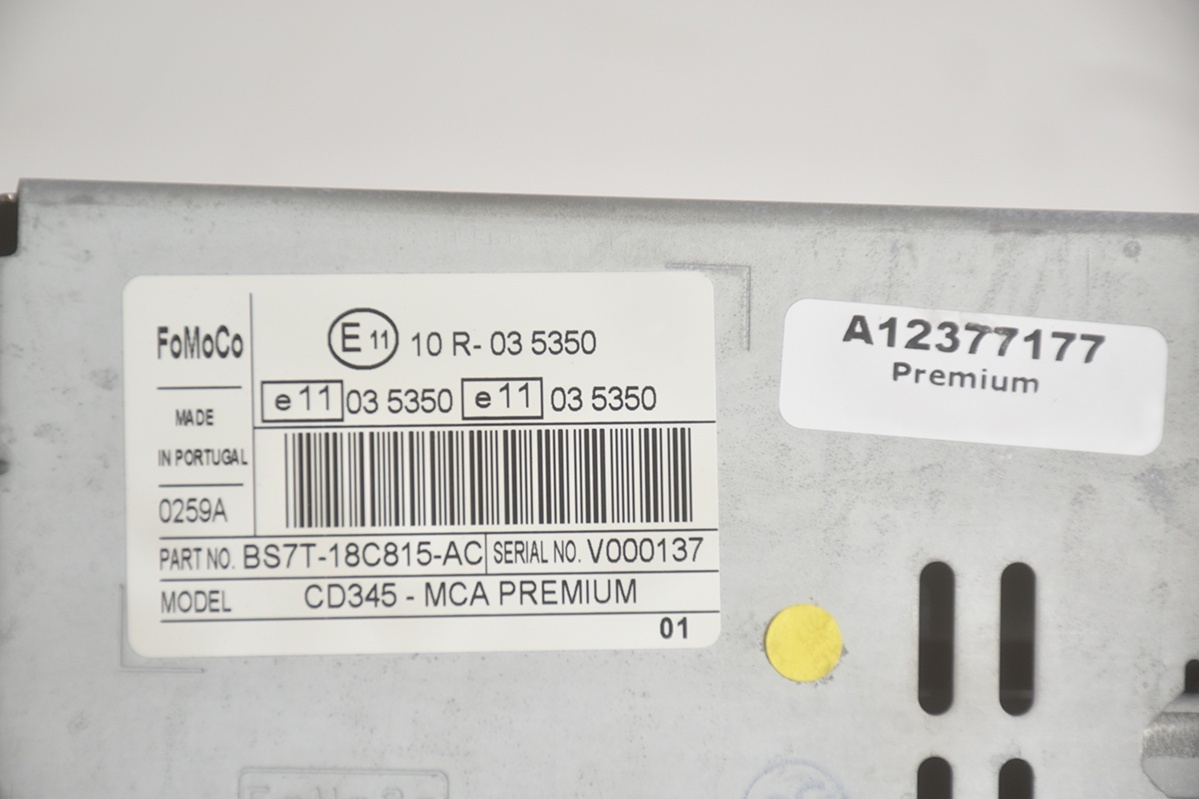 FoMoCo
MADE
IN PORTUGAL
0259A
E 11 10 R- 03 5350
e 11 03 5350 e 11 03 5350
PART NO. BS7T-18C815-AC SERIAL NO. V000137
MODEL CD345 - MCA PREMIUM
01
A12377177
Premium